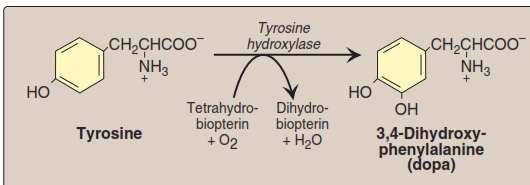 Tyrosine
hydroxylase
CH2CHCOO−
NH3
+
HO
Tyrosine
Tetrahydro-
biopterin
+ O2
Dihydro-
biopterin
+ H2O
CH2CHCOO−
NH3
+
HO
OH
3,4-Dihydroxy-
phenylalanine
(dopa)